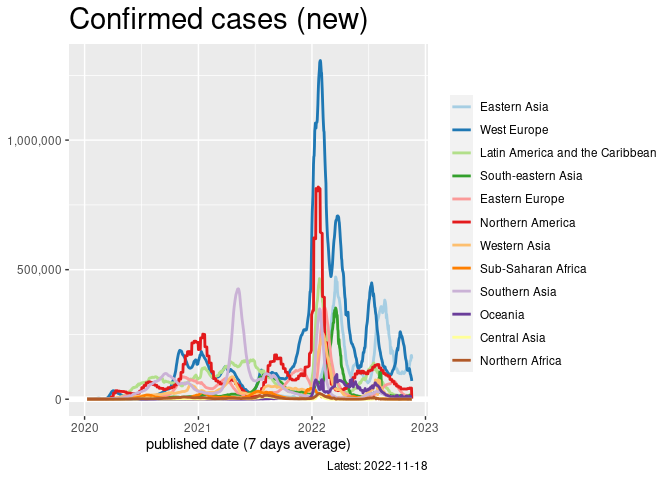 Confirmed cases (new)
1,000,000
500,000
0
2020
2021
2022
2023
published date (7 days average)
Latest: 2022-11-18
Eastern Asia
West Europe
Latin America and the Caribbean
South-eastern Asia
Eastern Europe
Northern America
Western Asia
Sub-Saharan Africa
Southern Asia
Oceania
Central Asia
Northern Africa